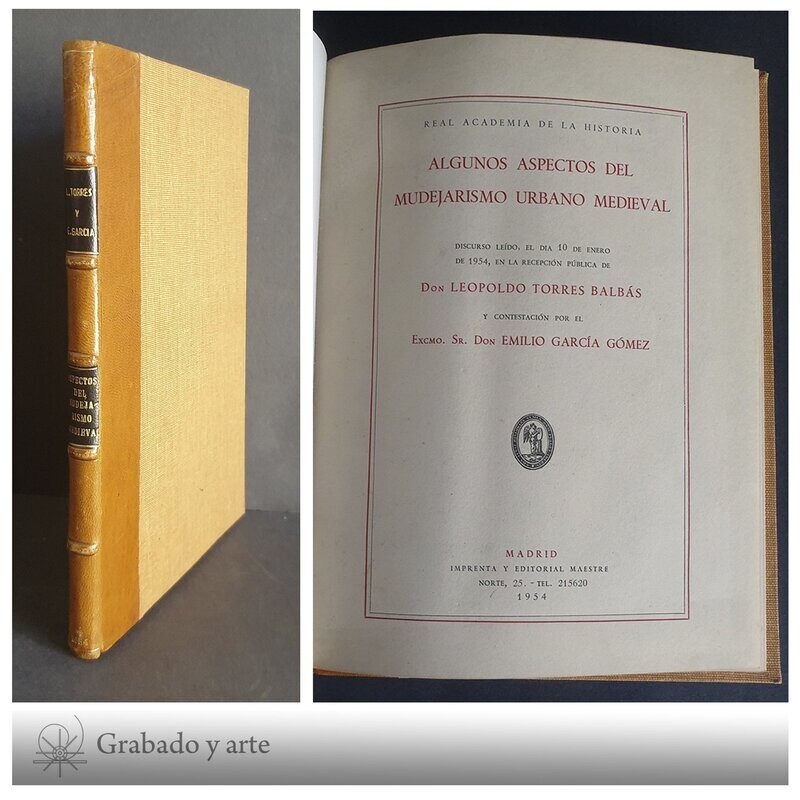 L.TORRES
Y
E.GARCIA
ASPECTOS
DEL
MUDEJA-
RISMO
MEDIEVAL
REAL ACADEMIA DE LA HISTORIA
ALGUNOS ASPECTOS DEL
MUDEJARISMO URBANO MEDIEVAL
DISCURSO LEÍDO, EL DIA 10 DE ENERO
DE 1954, EN LA RECEPCIÓN PÚBLICA DE
DON LEOPOLDO TORRES BALBÁS
Y CONTESTACIÓN POR EL
EXCMO. SR. DON EMILIO GARCÍA GÓMEZ
MADRID
IMPRENTA Y EDITORIAL MAESTRE
NORTE, 25. - TEL. 215620
1954
Grabado y arte